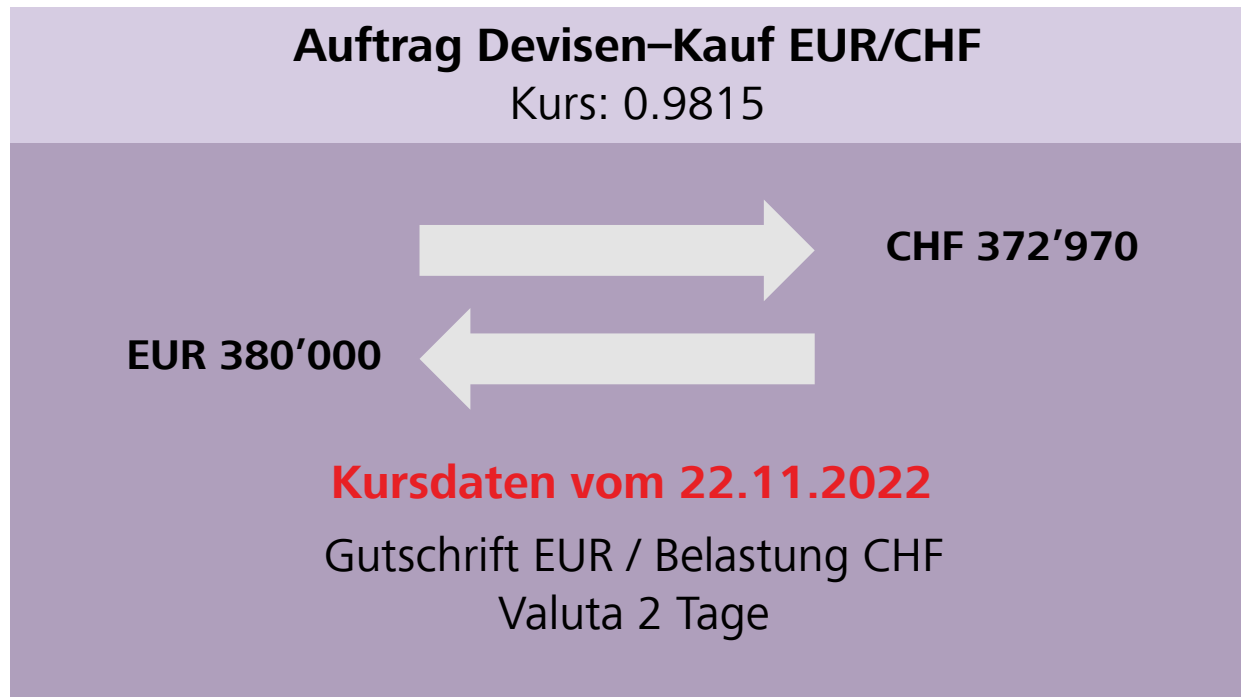 Auftrag Devisen–Kauf EUR/CHF
Kurs: 0.9815
CHF 372’970
EUR 380’000
Kursdaten vom 22.11.2022
Gutschrift EUR / Belastung CHF
Valuta 2 Tage